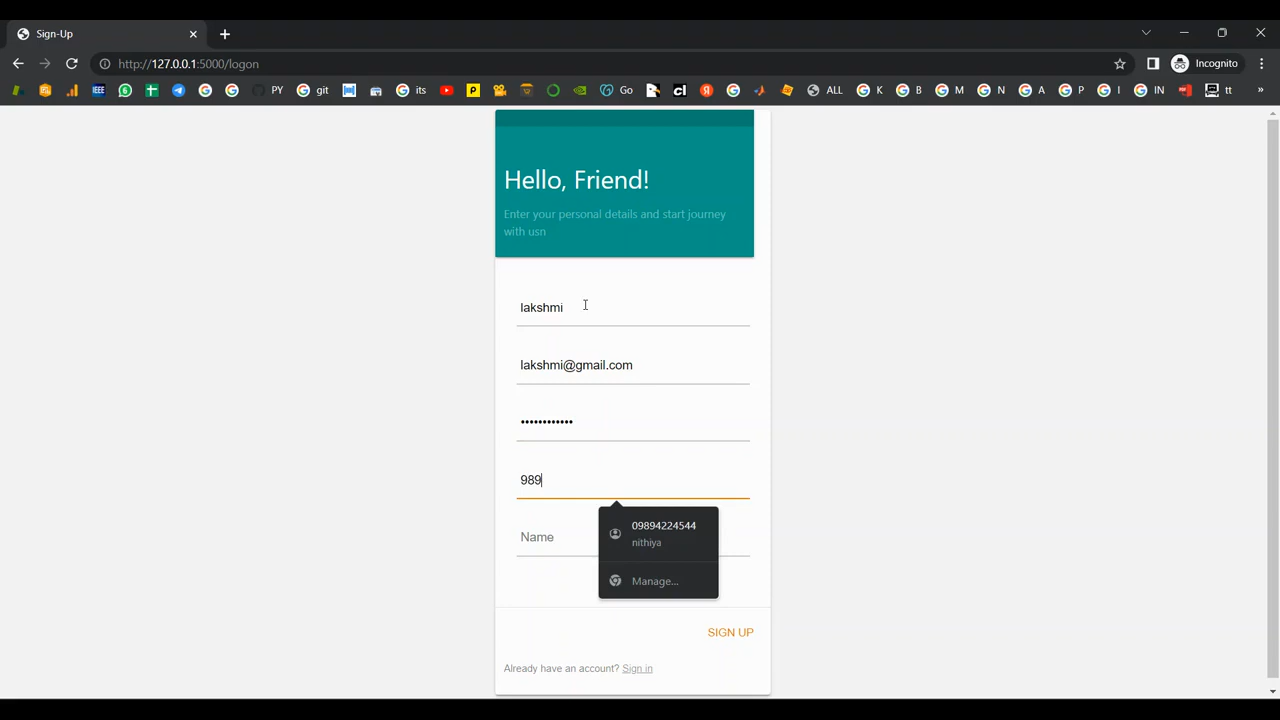 Sign-Up
http://127.0.0.1:5000/logon
Incognito
PY
git
its
Go
ALL
K
B
M
N
A
P
I
IN
tt
Hello, Friend!
Enter your personal details and start journey
with usn
lakshmi
lakshmi@gmail.com
••••••••••••
989
09894224544
nithiya
Name
Manage...
SIGN UP
Already have an account? Sign in